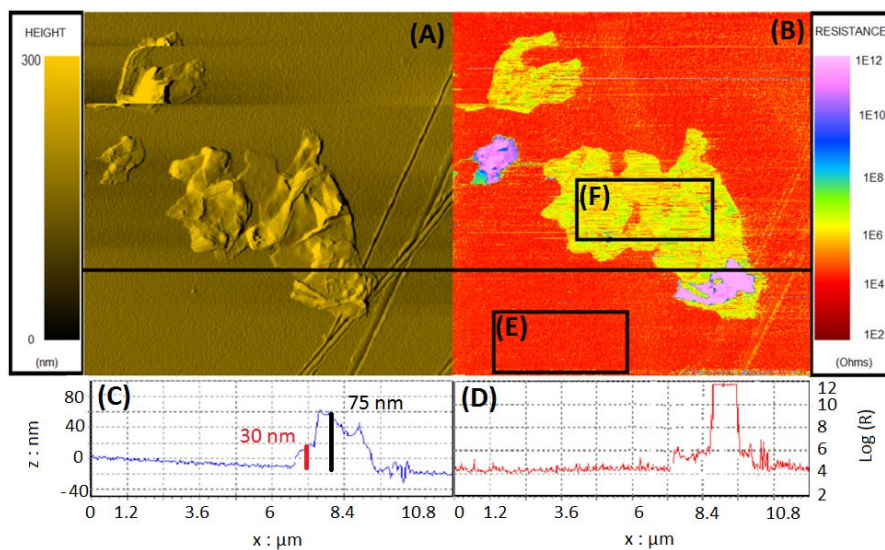 HEIGHT
300
0
(nm)
(A)
(B)
(F)
(E)
RESISTANCE
1E12
1E10
1E8
1E6
1E4
1E2
(Ohms)
(C)
75 nm
30 nm
80
40
0
-40
z : nm
0 1.2 3.6 6.0 8.4 10.8
x : µm
(D)
12
10
8
6
4
2
Log (R)
0 1.2 3.6 6.0 8.4 10.8
x : µm